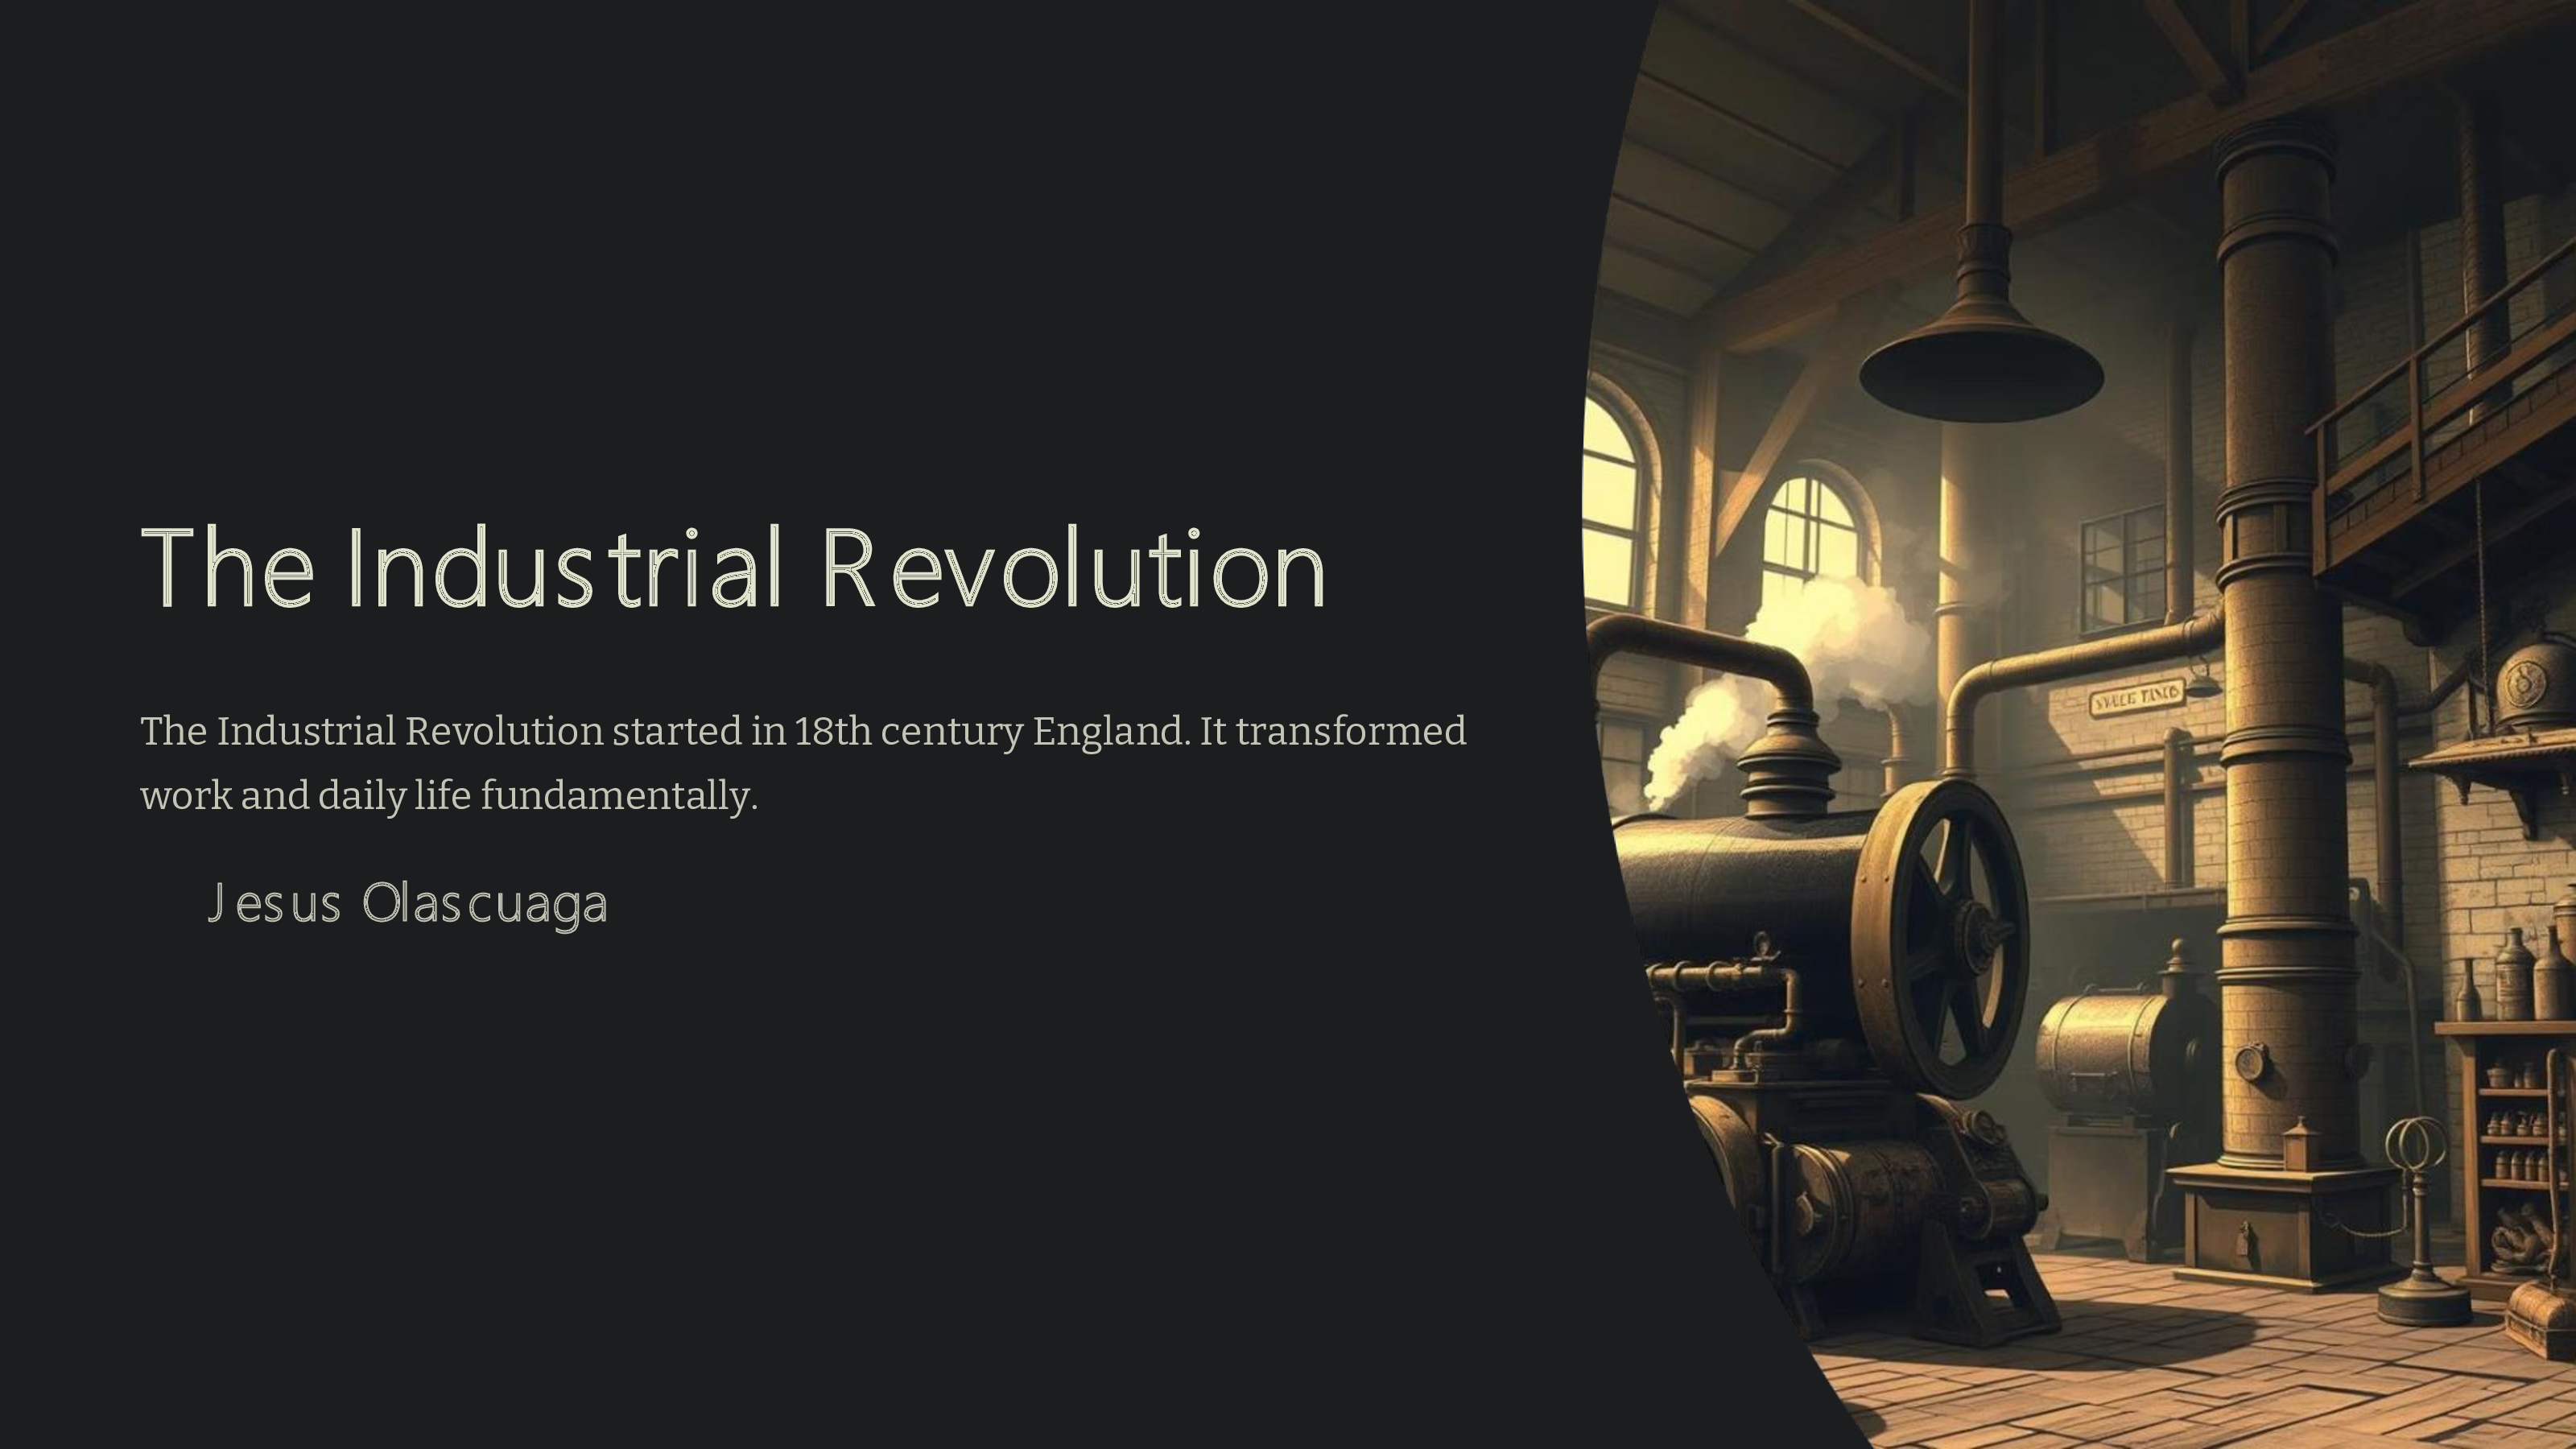 The Industrial Revolution
The Industrial Revolution started in 18th century England. It transformed
work and daily life fundamentally.
Jesus Olascuaga